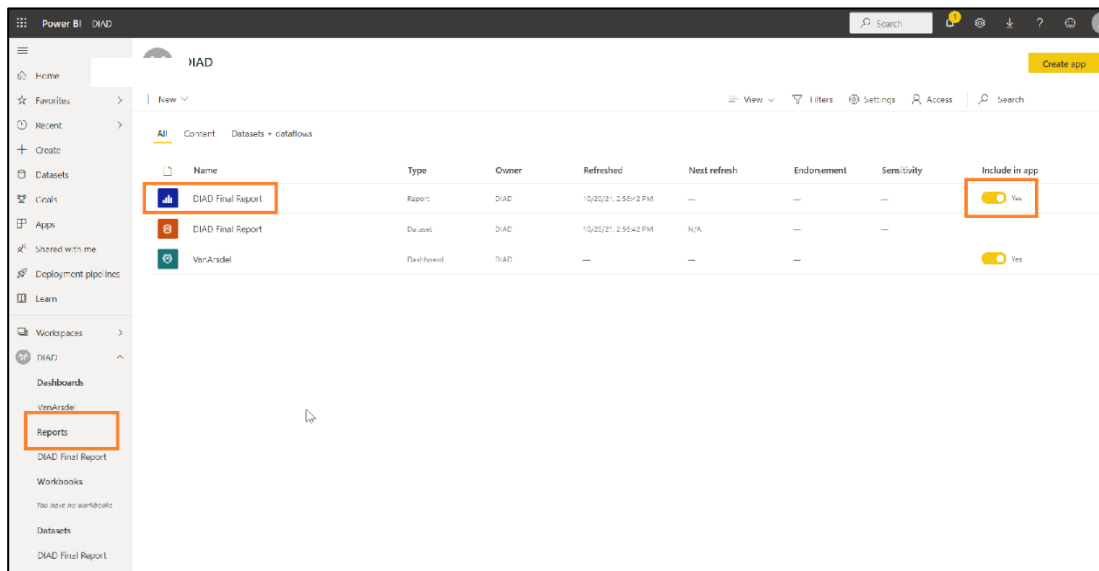 Power BI DIAD
Search
1
?
Home
DIAD
Create app
Favorites
New
View
Filters
Settings
Access
Search
Recent
All Content Datasets + dataflows
Create
Datasets
Name Type Owner Refreshed Next refresh Endorsement Sensitivity Include in app
Goals
DIAD Final Report Report DIAD 10/20/21, 2:56:42 PM — — — Yes
Apps
DIAD Final Report Dataset DIAD 10/20/21, 2:56:42 PM N/A — —
Shared with me
VanArsdel Dashboard DIAD — — — Yes
Deployment pipelines
Learn
Workspaces
DIAD
Dashboards
VanArsdel
Reports
DIAD Final Report
Workbooks
You have no workbooks
Datasets
DIAD Final Report